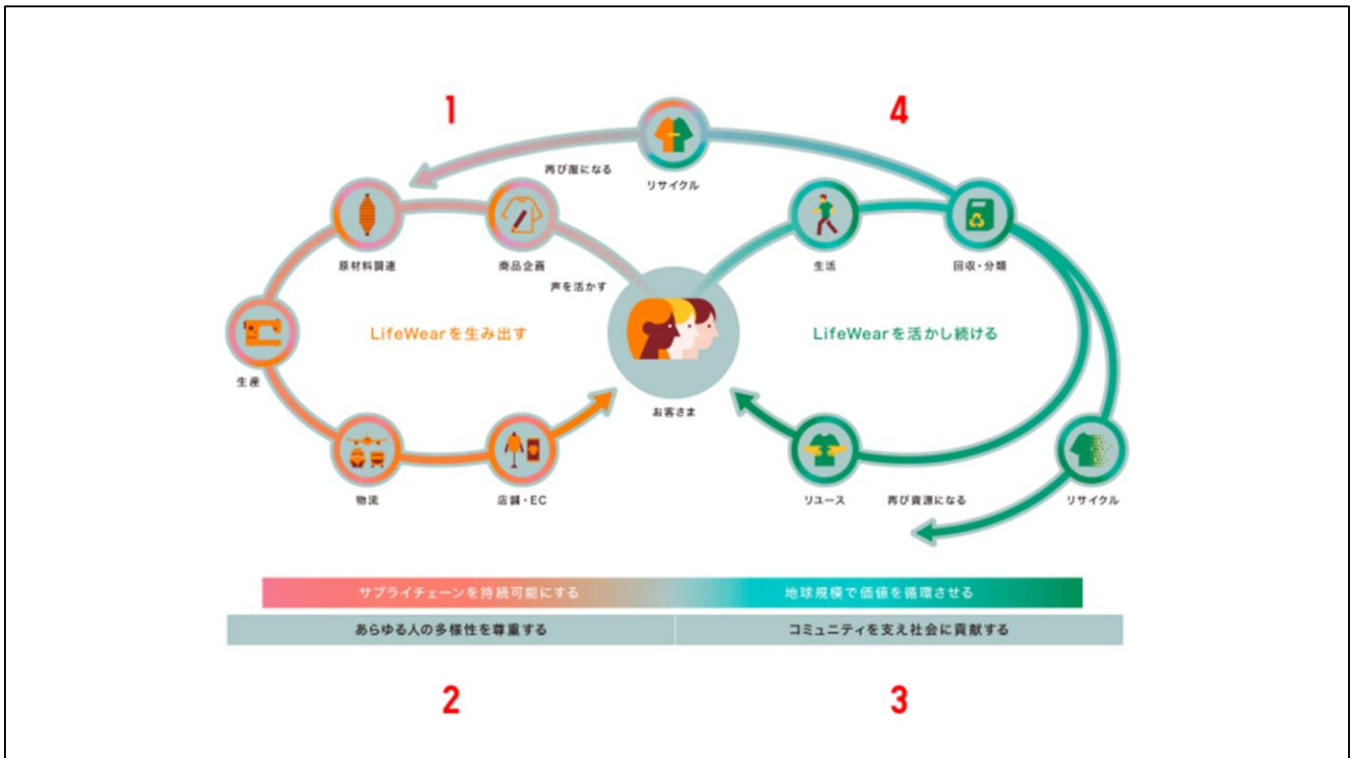 1
4
再び服になる
リサイクル
原材料調達
商品企画
生活
回収・分類
声を活かす
LifeWearを生み出す
LifeWearを活かし続ける
生産
お客さま
物流
店舗・EC
リユース
再び資源になる
リサイクル
サプライチェーンを持続可能にする
地球規模で価値を循環させる
あらゆる人の多様性を尊重する
コミュニティを支え社会に貢献する
2
3